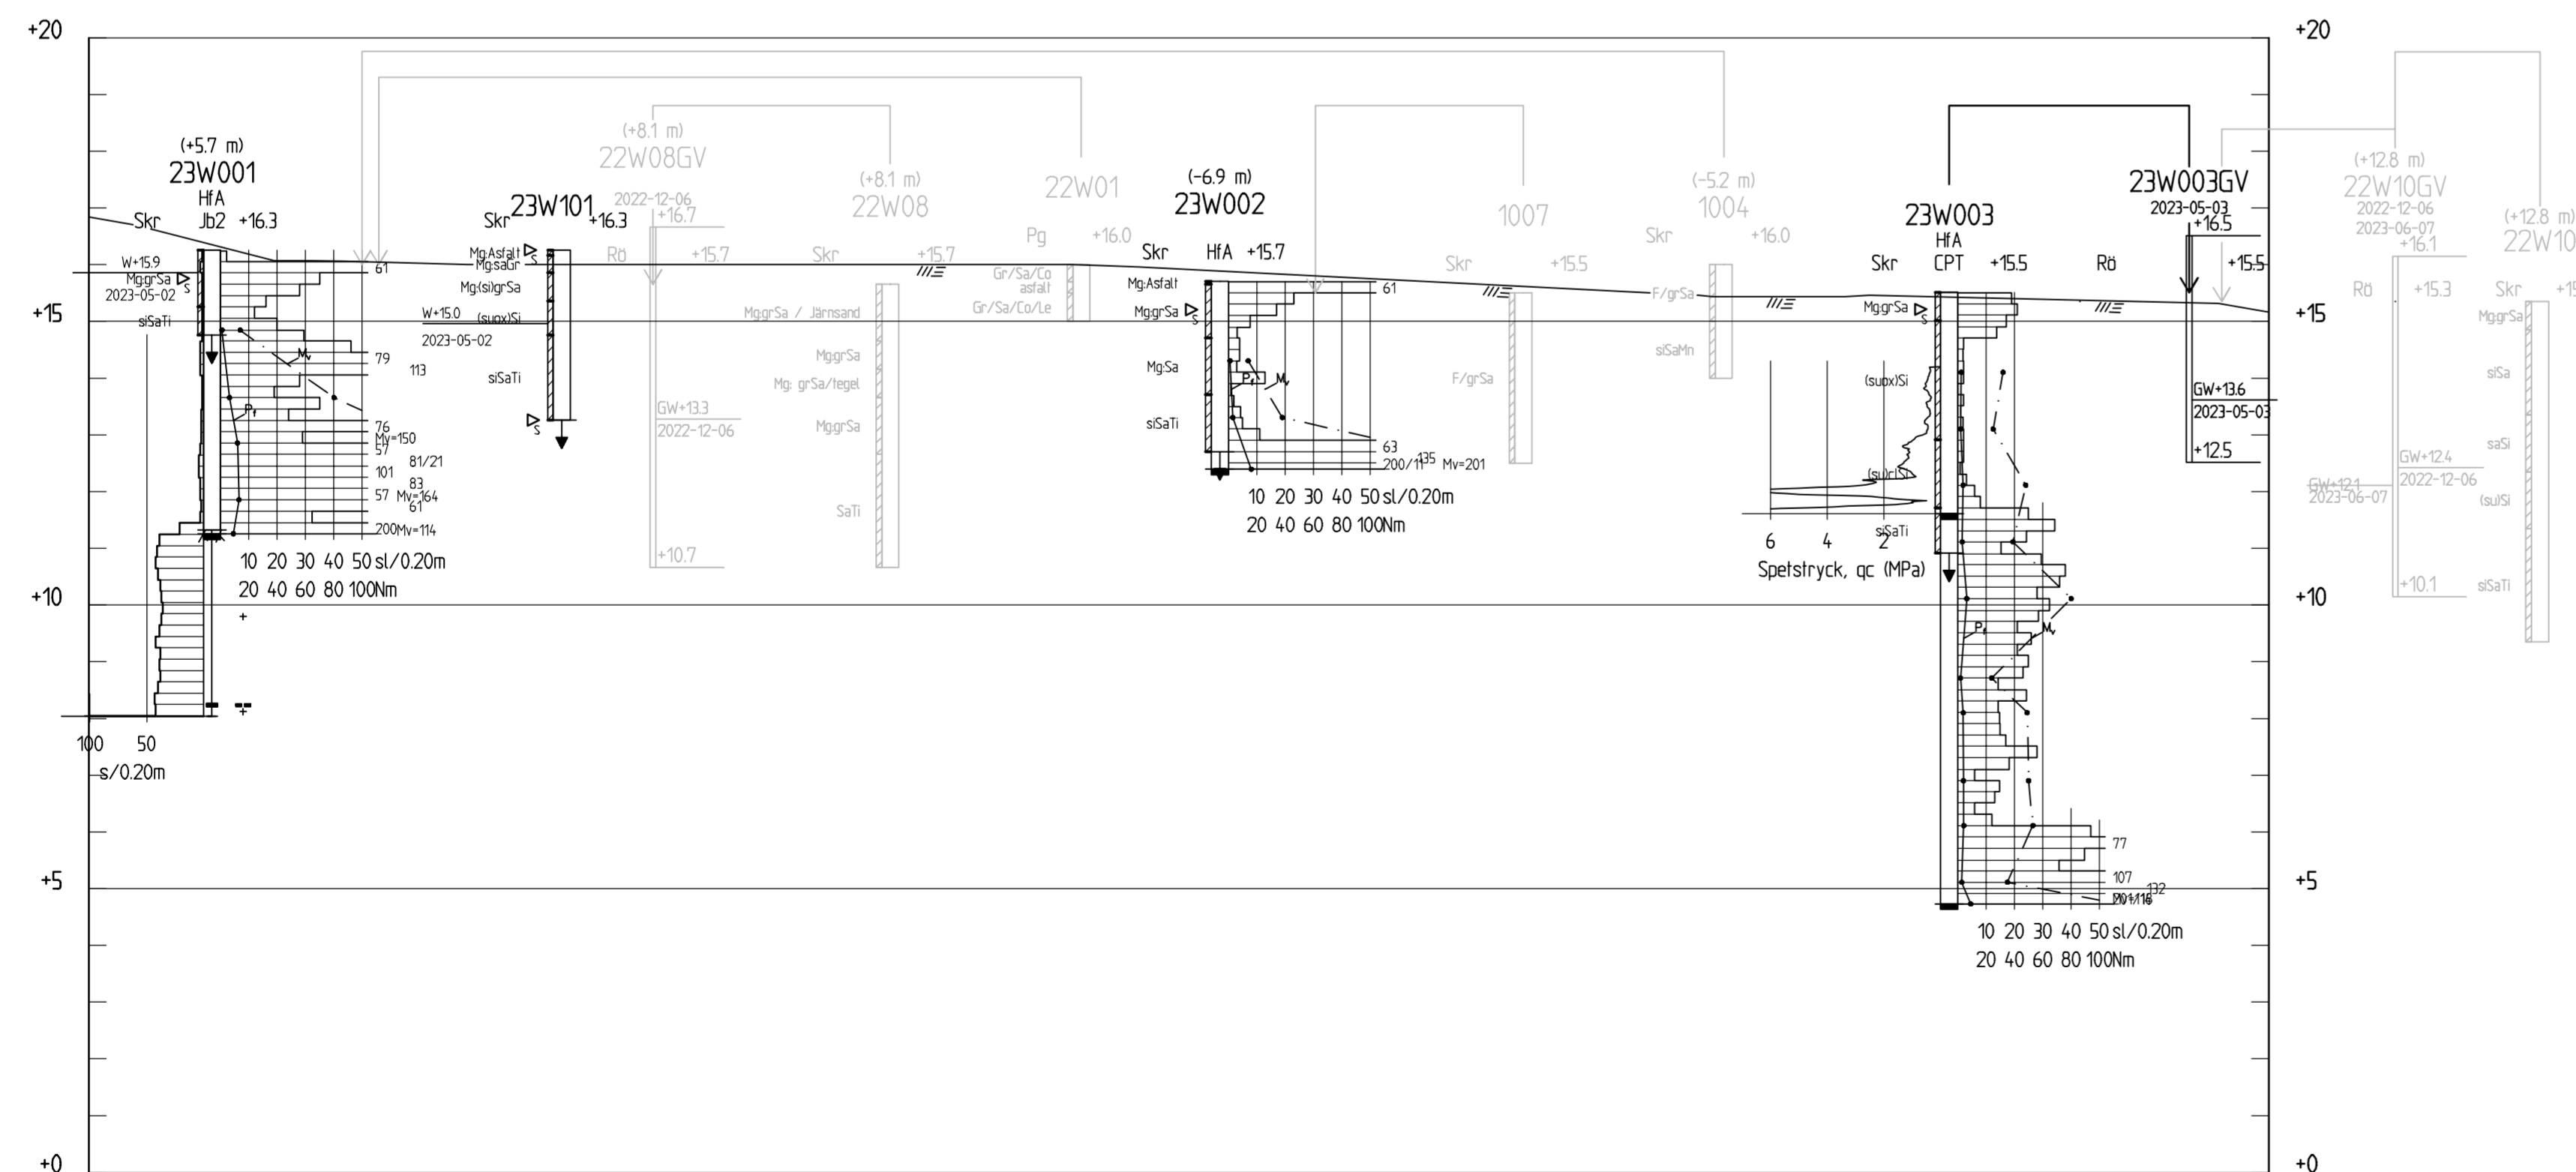 +20
+15
+10
+5
+0
(+5.7 m)
23W001
HfA
Skr Jb2 +16.3
W+15.9
Mg:grSa
S
2023-05-02
siSaTi
61
79
113
76
Mv=150
57
81/21
101
83
57 Mv=164
61
200 Mv=114
Mv
Pf
10 20 30 40 50 sl/0.20m
20 40 60 80 100Nm
+
+
100 50
s/0.20m
23W101
Skr +16.3
Mg:Asfalt
S
Mg:saGr
Mg:(si)grSa
W+15.0
(suox)Si
2023-05-02
siSaTi
S
(+8.1 m)
22W08GV
2022-12-06
+16.7
Rö +15.7
GW+13.3
2022-12-06
+10.7
(+8.1 m)
22W08
Skr +15.7
Mg:grSa / Järnsand
Mg:grSa
Mg: grSa/tegel
Mg:grSa
SaTi
22W01
Pg +16.0
Gr/Sa/Co
asfalt
Gr/Sa/Co/Le
(-6.9 m)
23W002
Skr HfA +15.7
Mg:Asfalt
Mg:grSa
S
Mg:Sa
siSaTi
61
Pf Mv
63
200/11 135 Mv=201
10 20 30 40 50 sl/0.20m
20 40 60 80 100Nm
1007
Skr +15.5
F/grSa
(-5.2 m)
1004
Skr +16.0
F/grSa
siSaMn
23W003
HfA
Skr CPT +15.5
Mg:grSa
S
(suox)Si
(su)clSi
siSaTi
6 4 2
Spetstryck, qc (MPa)
Pf Mv
77
107
132
10 20 30 40 50 sl/0.20m
20 40 60 80 100Nm
23W003GV
2023-05-03
+16.5
Rö +15.5
GW+13.6
2023-05-03
+12.5
+20
+15
+10
+5
+0
(+12.8 m)
22W10GV
2022-12-06
2023-06-07
+16.1
Rö +15.3
GW+12.4
2022-12-06
GW+12.1
2023-06-07
+10.1
(+12.8 m)
22W10
Skr
Mg:grSa
siSa
saSi
(su)Si
siSaTi